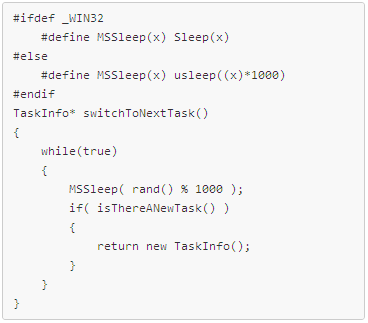 #ifdef _WIN32
    #define MSSleep(x) Sleep(x)
#else
    #define MSSleep(x) usleep((x)*1000)
#endif
TaskInfo* switchToNextTask()
{
    while(true)
    {
        MSSleep( rand() % 1000 );
        if( isThereANewTask() )
        {
            return new TaskInfo();
        }
    }
}